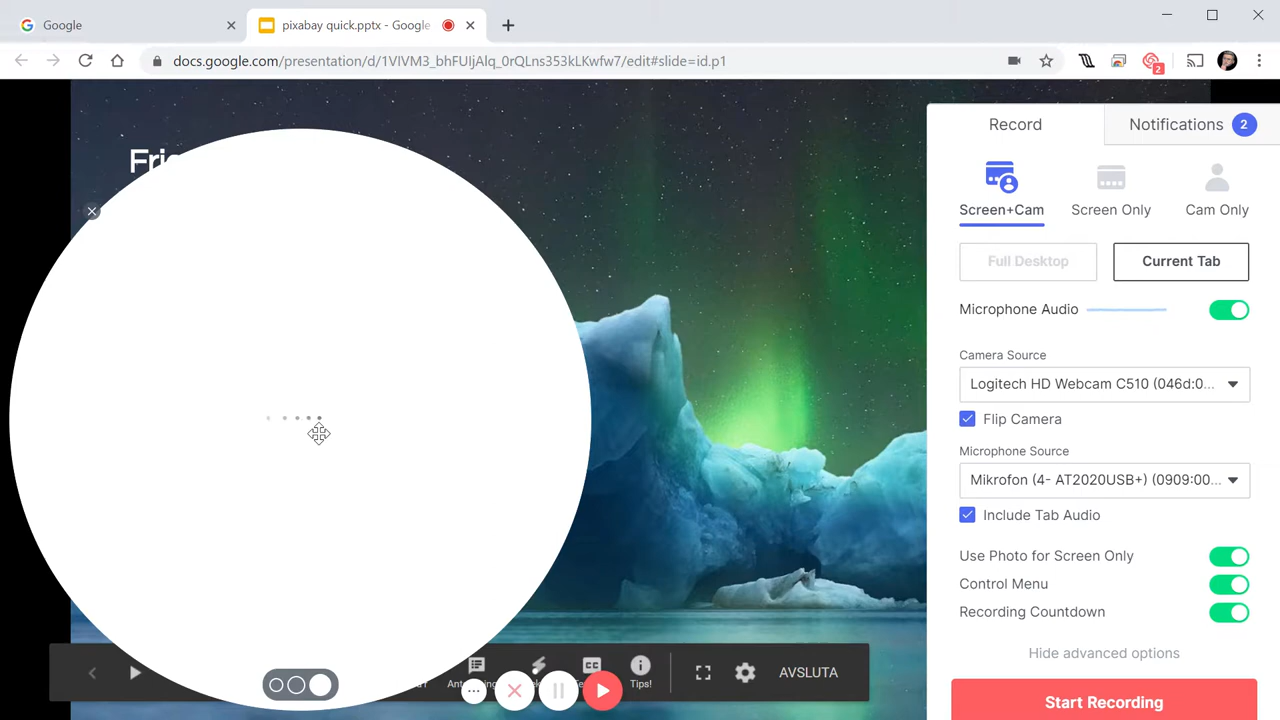 Google
pixabay quick.pptx - Google
docs.google.com/presentation/d/1VlVM3_bhFUIjAlq_0rQLns353kLKwfw7/edit#slide=id.p1
2
Record
Notifications 2
Screen+Cam
Screen Only
Cam Only
Full Desktop
Current Tab
Microphone Audio
Camera Source
Logitech HD Webcam C510 (046d:0...
Flip Camera
Microphone Source
Mikrofon (4- AT2020USB+) (0909:00...
Include Tab Audio
Use Photo for Screen Only
Control Menu
Recording Countdown
Hide advanced options
Start Recording
Tips!
AVSLUTA